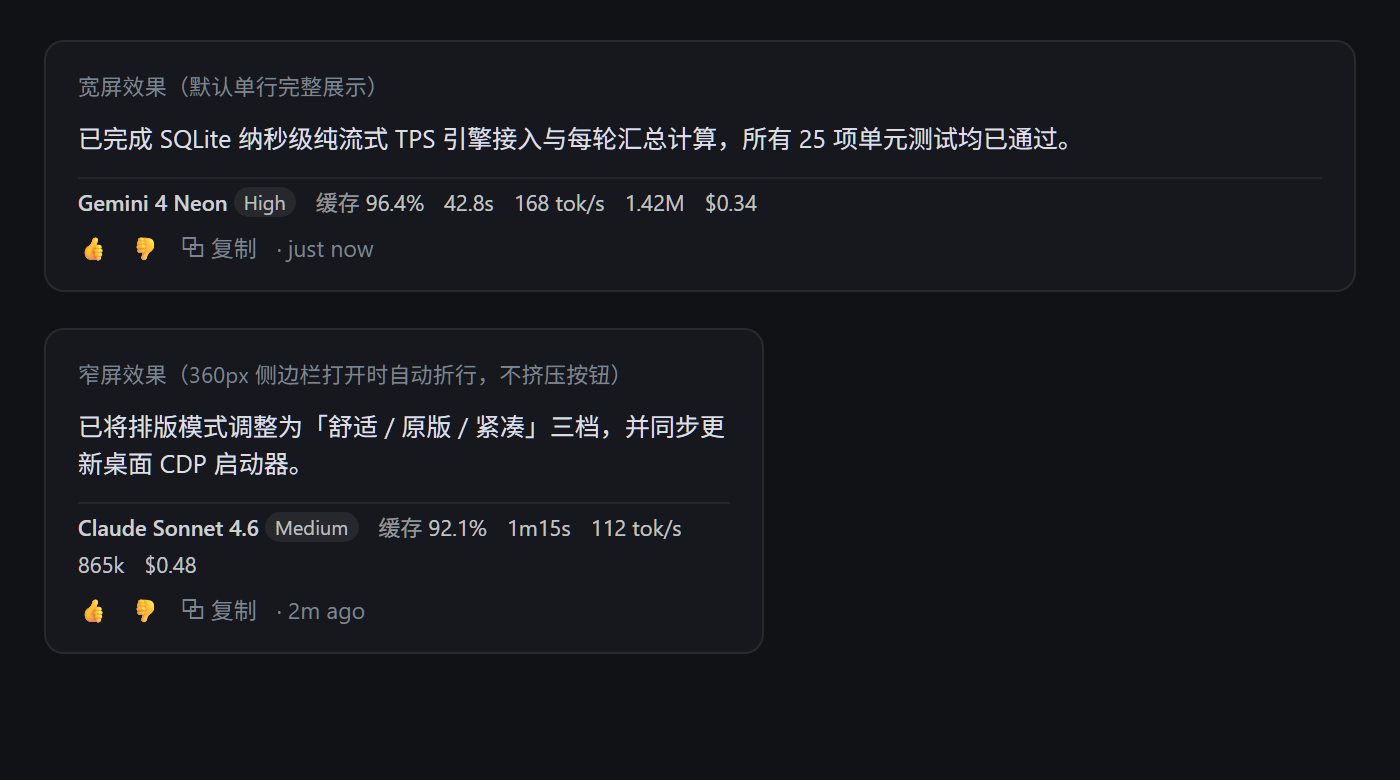 宽屏效果（默认单行完整展示）
已完成 SQLite 纳秒级纯流式 TPS 引擎接入与每轮汇总计算，所有 25 项单元测试均已通过。
Gemini 4 Neon High 缓存 96.4% 42.8s 168 tok/s 1.42M $0.34
👍 👎 复制 · just now
窄屏效果（360px 侧边栏打开时自动折行，不挤压按钮）
已将排版模式调整为「舒适 / 原版 / 紧凑」三档，并同步更
新桌面 CDP 启动器。
Claude Sonnet 4.6 Medium 缓存 92.1% 1m15s 112 tok/s
865k $0.48
👍 👎 复制 · 2m ago